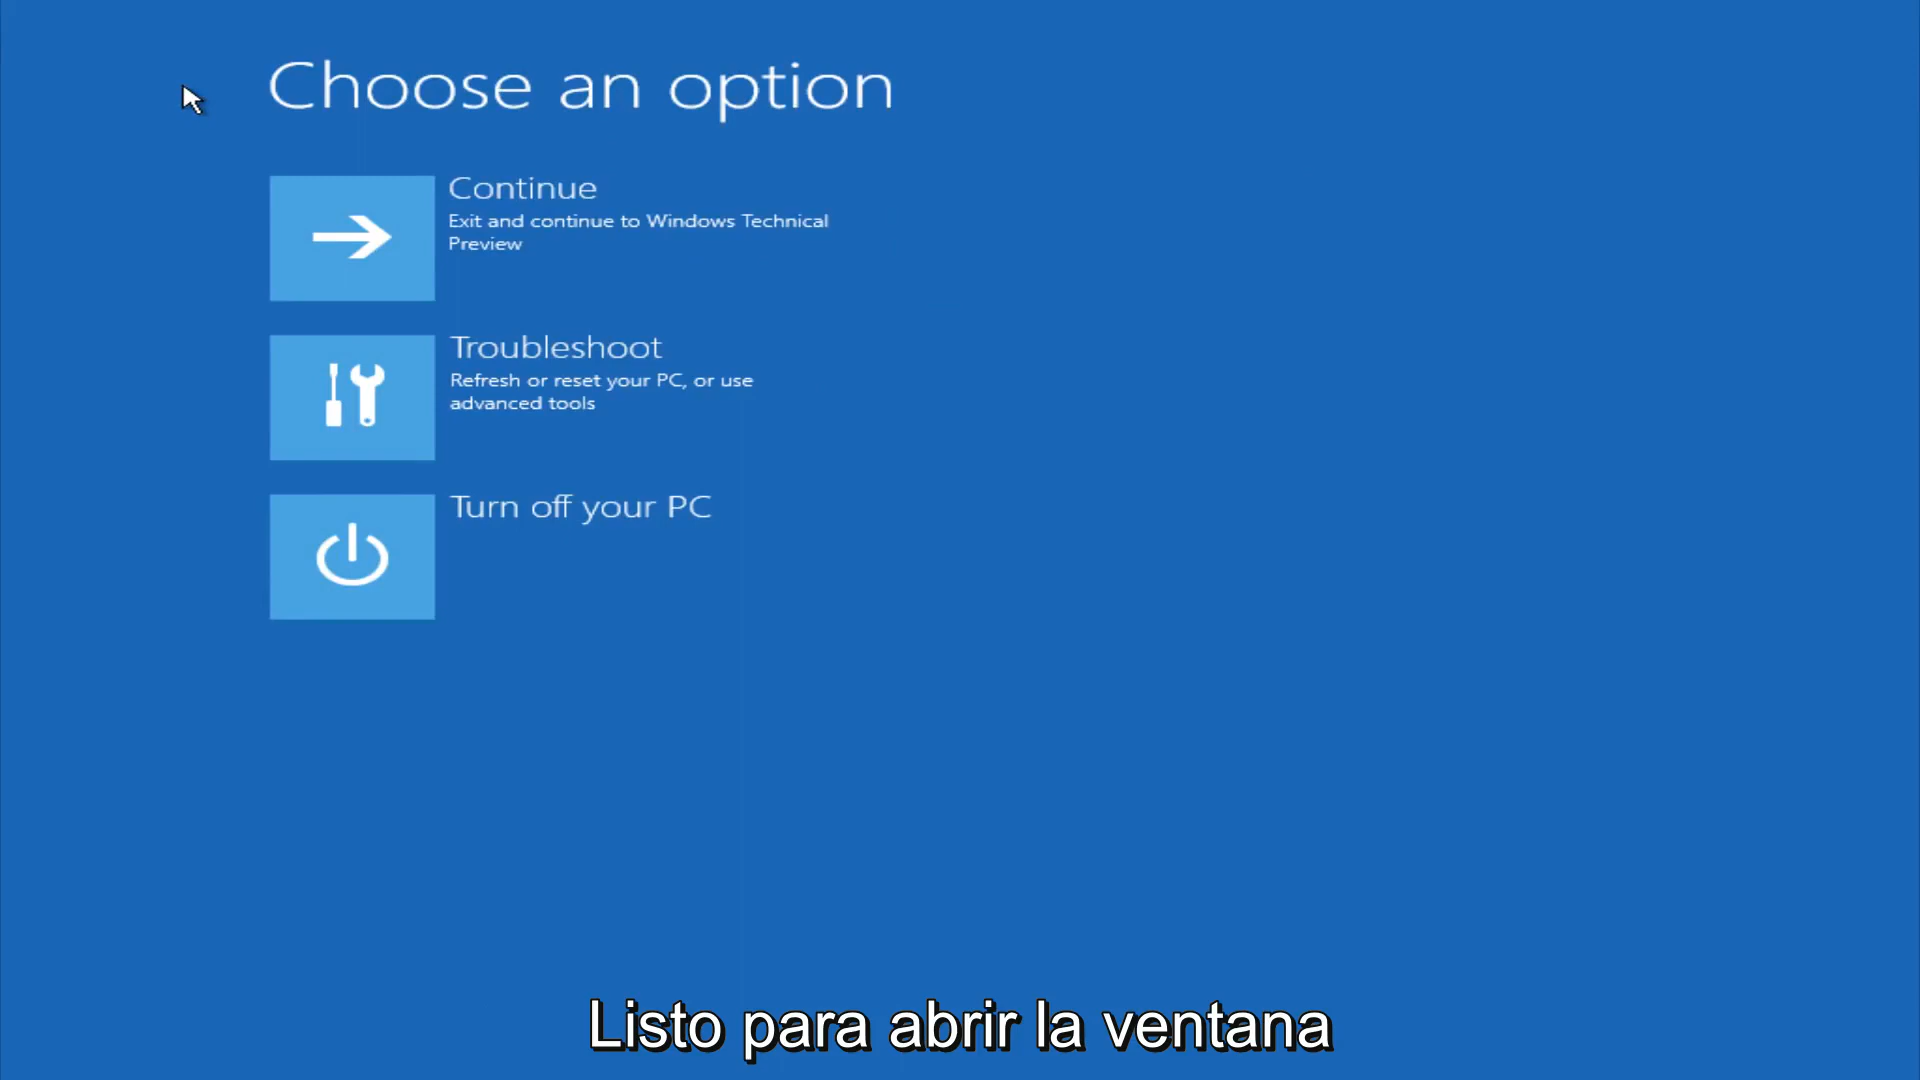 Choose an option
Continue
Exit and continue to Windows Technical
Preview
Troubleshoot
Refresh or reset your PC, or use
advanced tools
Turn off your PC
Listo para abrir la ventana